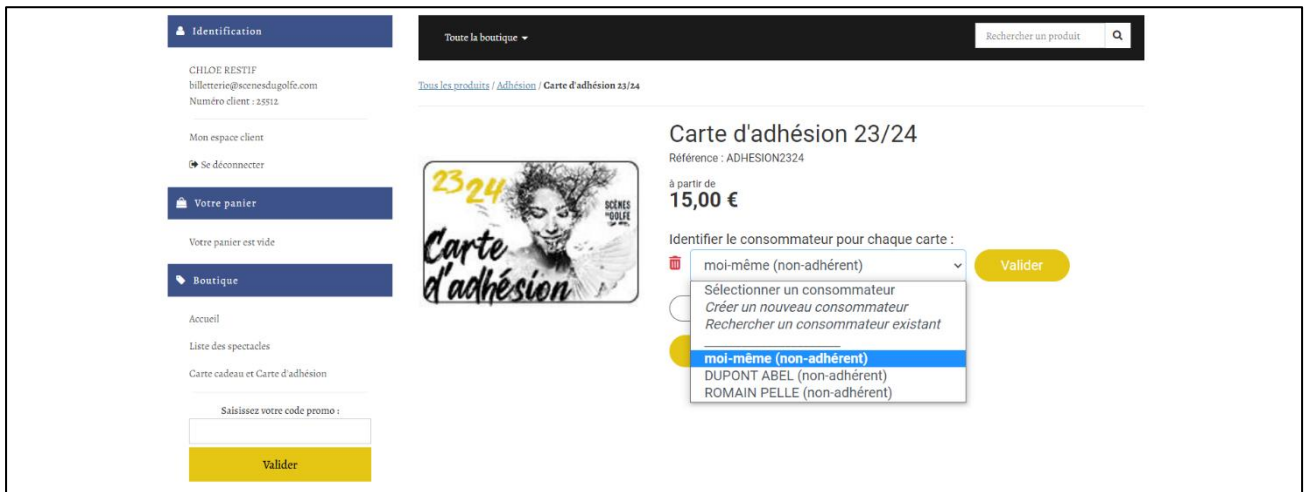 Identification
CHLOE RESTIF
billetterie@scenesdugolfe.com
Numéro client : 25512
Mon espace client
Se déconnecter
Votre panier
Votre panier est vide
Boutique
Accueil
Liste des spectacles
Carte cadeau et Carte d'adhésion
Saisissez votre code promo :
Valider
Toute la boutique
Rechercher un produit
Tous les produits / Adhésion / Carte d'adhésion 23/24
23 24
SCÈNES
DU GOLFE
Carte
d'adhésion
Carte d'adhésion 23/24
Référence : ADHESION2324
à partir de
15,00 €
Identifier le consommateur pour chaque carte :
moi-même (non-adhérent)
Valider
Sélectionner un consommateur
Créer un nouveau consommateur
Rechercher un consommateur existant
moi-même (non-adhérent)
DUPONT ABEL (non-adhérent)
ROMAIN PELLE (non-adhérent)